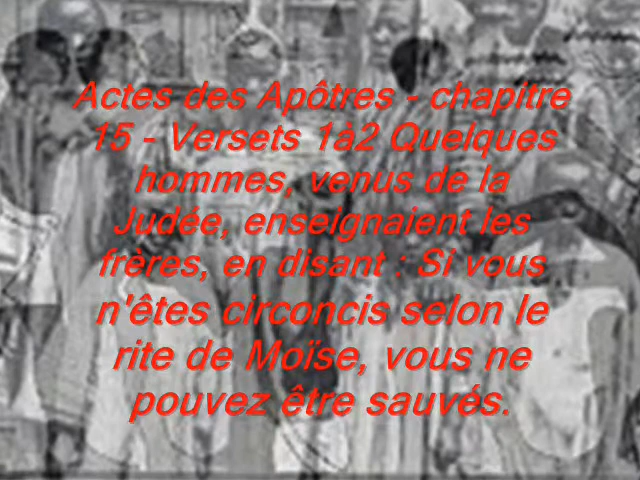 Actes des Apôtres - chapitre
15 - Versets 1à2 Quelques
hommes, venus de la
Judée, enseignaient les
frères, en disant : Si vous
n'êtes circoncis selon le
rite de Moïse, vous ne
pouvez être sauvés.